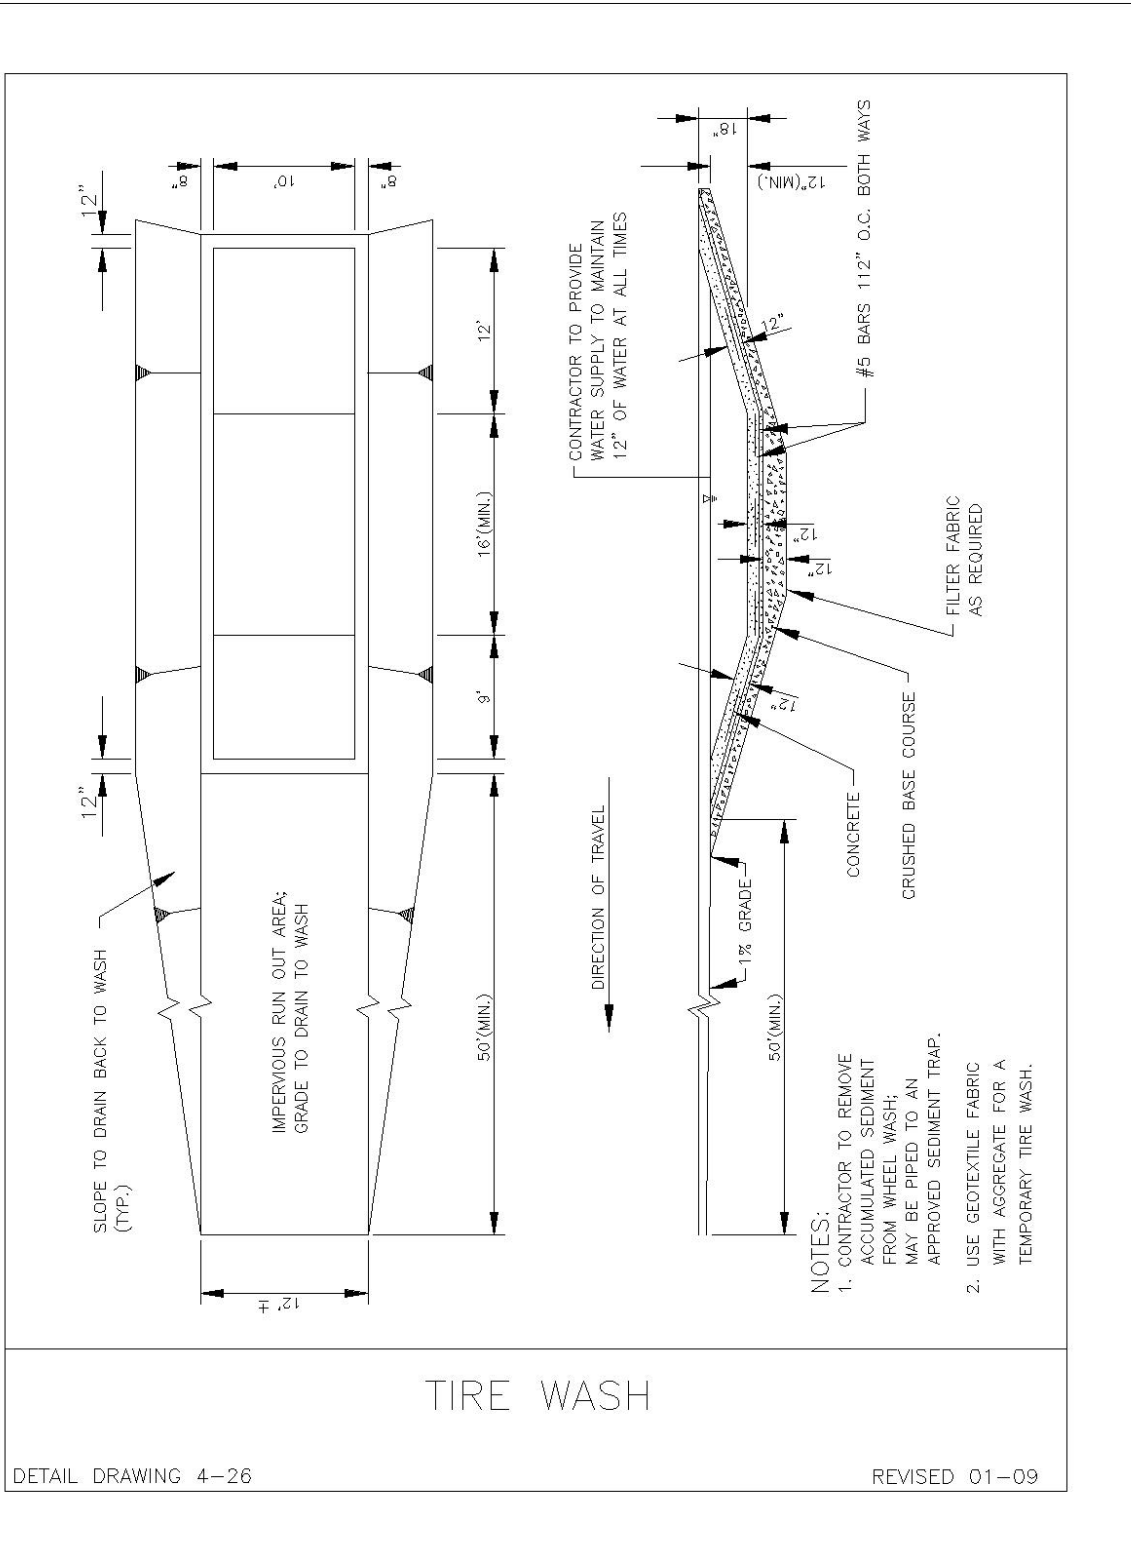 12"
8"
10'
8"
12'
16'(MIN.)
9'
12"
50'(MIN.)
SLOPE TO DRAIN BACK TO WASH
(TYP.)
IMPERVIOUS RUN OUT AREA;
GRADE TO DRAIN TO WASH
12' ±
CONTRACTOR TO PROVIDE
WATER SUPPLY TO MAINTAIN
12" OF WATER AT ALL TIMES
18"
12"(MIN.)
#5 BARS 112" O.C. BOTH WAYS
12"
12"
12"
12"
FILTER FABRIC
AS REQUIRED
CRUSHED BASE COURSE
CONCRETE
DIRECTION OF TRAVEL
1% GRADE
50'(MIN.)
NOTES:
1. CONTRACTOR TO REMOVE
ACCUMULATED SEDIMENT
FROM WHEEL WASH;
MAY BE PIPED TO AN
APPROVED SEDIMENT TRAP.
2. USE GEOTEXTILE FABRIC
WITH AGGREGATE FOR A
TEMPORARY TIRE WASH.
TIRE WASH
DETAIL DRAWING 4-26
REVISED 01-09